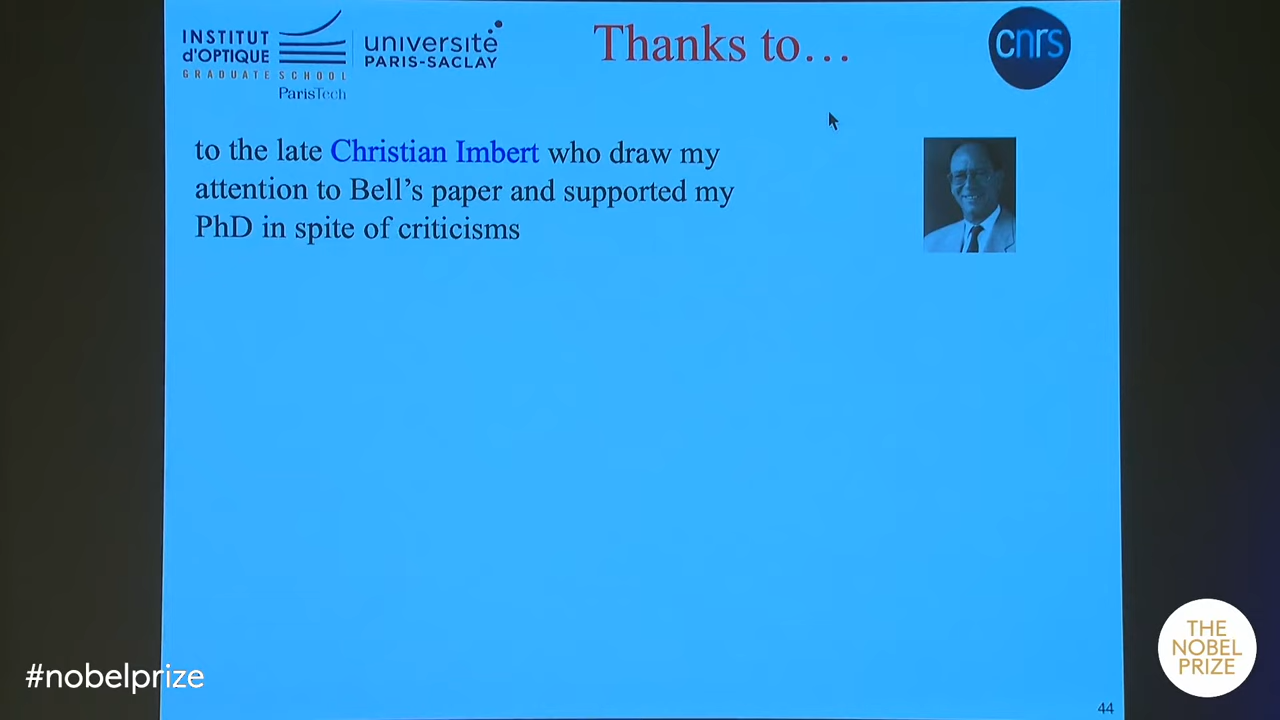 INSTITUT
d'OPTIQUE
GRADUATE SCHOOL
ParisTech
université
PARIS-SACLAY
Thanks to…
cnrs
to the late Christian Imbert who draw my
attention to Bell's paper and supported my
PhD in spite of criticisms
#nobelprize
THE
NOBEL
PRIZE
44